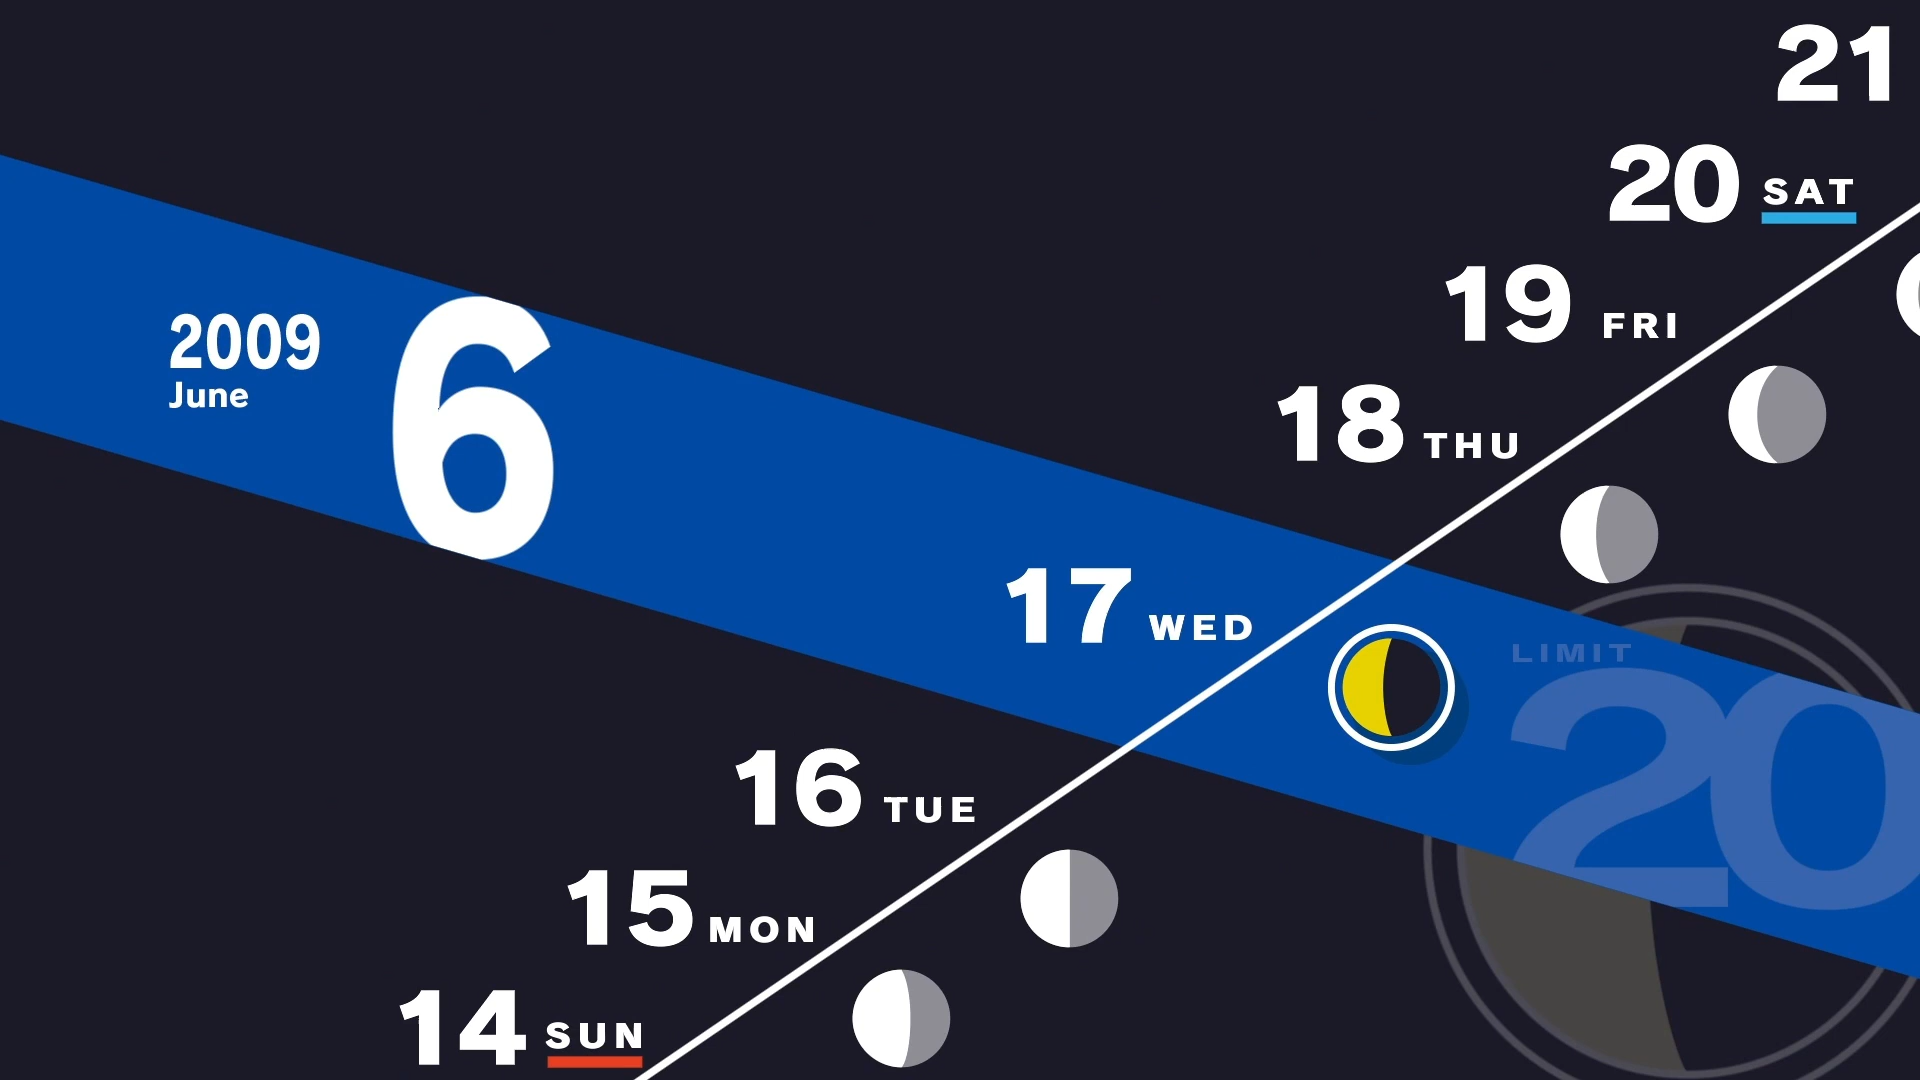 21
20 SAT
19 FRI
18 THU
17 WED
16 TUE
15 MON
14 SUN
2009
June
6
LIMIT
20